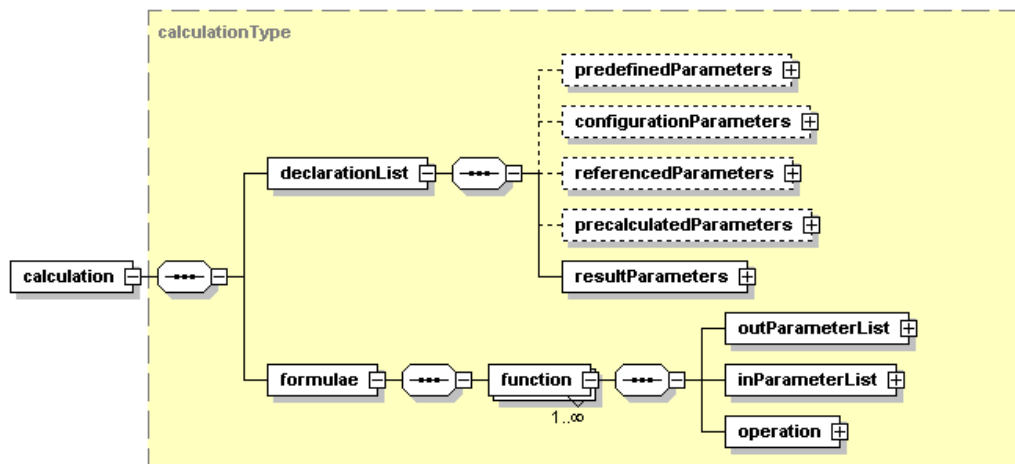 calculationType
predefinedParameters
configurationParameters
declarationList
referencedParameters
precalculatedParameters
calculation
resultParameters
outParameterList
formulae
function
inParameterList
1..∞
operation